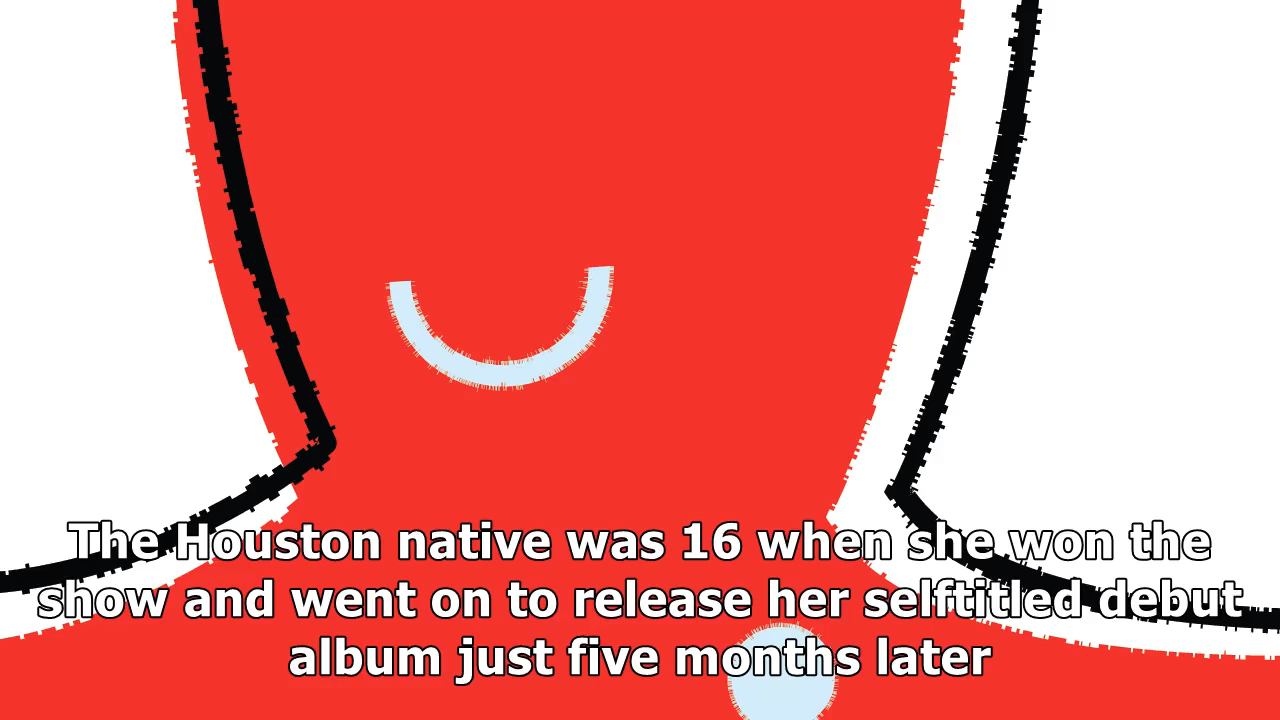 The Houston native was 16 when she won the
show and went on to release her selftitled debut
album just five months later